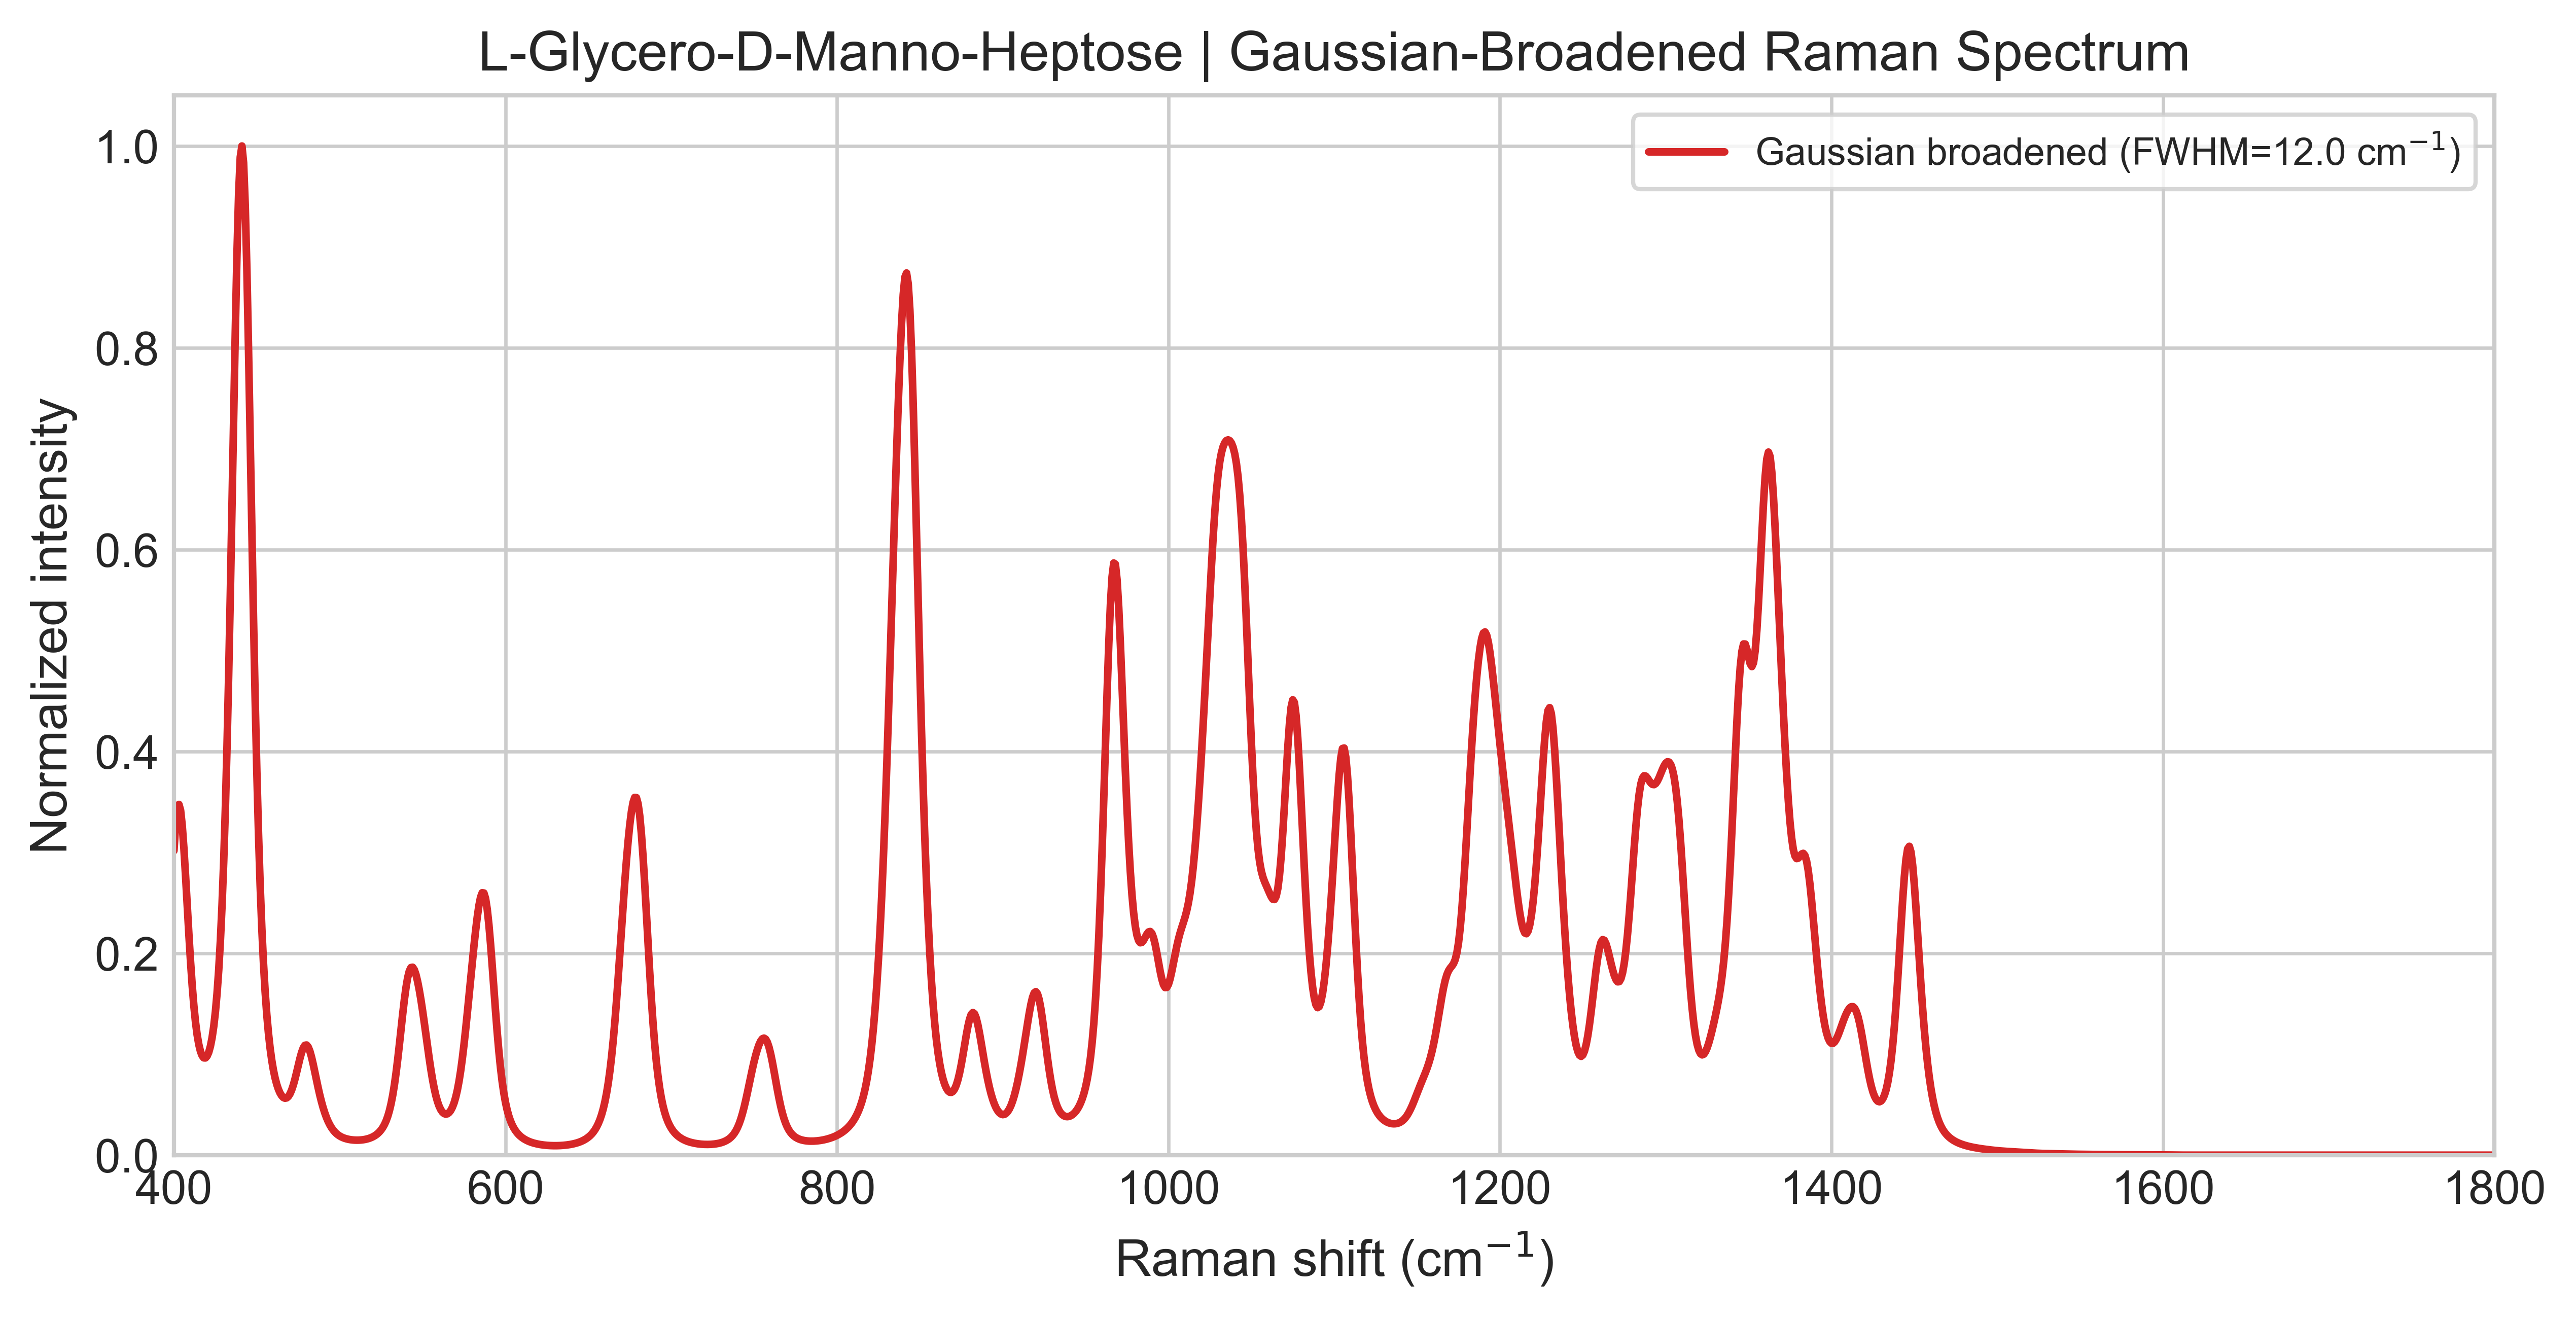 L-Glycero-D-Manno-Heptose | Gaussian-Broadened Raman Spectrum
Gaussian broadened (FWHM=12.0 cm⁻¹)
Normalized intensity
1.0
0.8
0.6
0.4
0.2
0.0
400 600 800 1000 1200 1400 1600 1800
Raman shift (cm⁻¹)